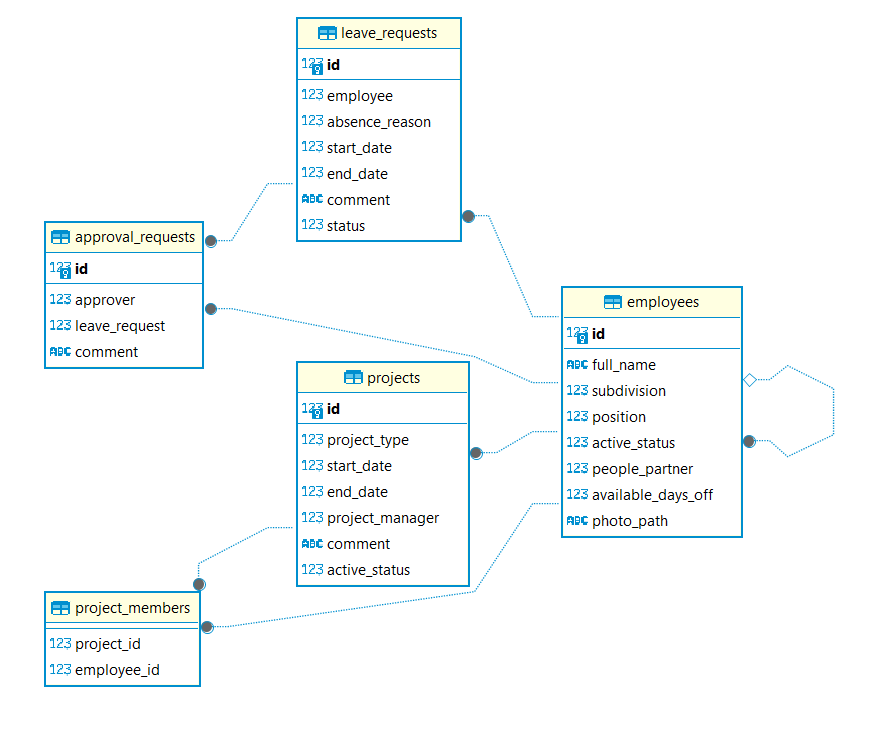 leave_requests
123 id
123 employee
123 absence_reason
123 start_date
123 end_date
ABC comment
123 status
approval_requests
123 id
123 approver
123 leave_request
ABC comment
employees
123 id
ABC full_name
123 subdivision
123 position
123 active_status
123 people_partner
123 available_days_off
ABC photo_path
projects
123 id
123 project_type
123 start_date
123 end_date
123 project_manager
ABC comment
123 active_status
project_members
123 project_id
123 employee_id